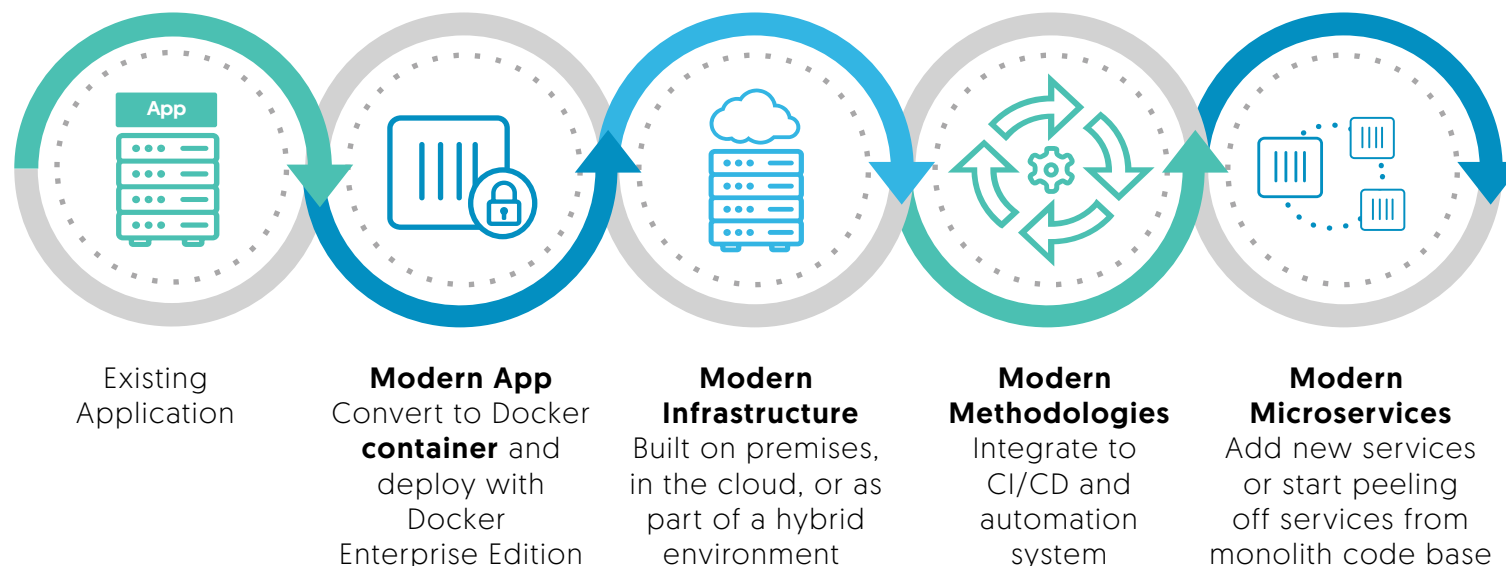 App
Existing
Application
Modern App
Convert to Docker
container and
deploy with
Docker
Enterprise Edition
Modern
Infrastructure
Built on premises,
in the cloud, or as
part of a hybrid
environment
Modern
Methodologies
Integrate to
CI/CD and
automation
system
Modern
Microservices
Add new services
or start peeling
off services from
monolith code base